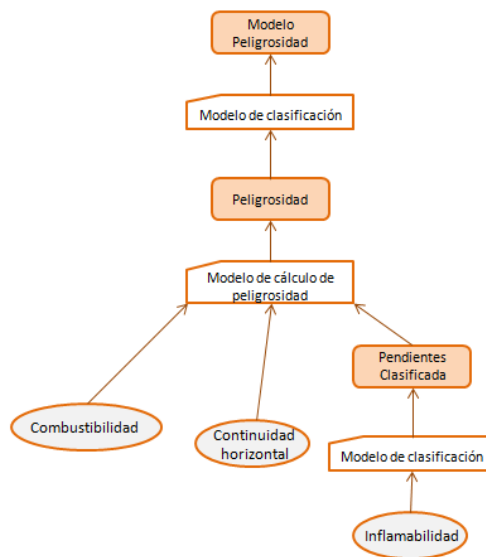 Modelo
Peligrosidad
Modelo de clasificación
Peligrosidad
Modelo de cálculo de
peligrosidad
Pendientes
Clasificada
Combustibilidad
Continuidad
horizontal
Modelo de clasificación
Inflamabilidad